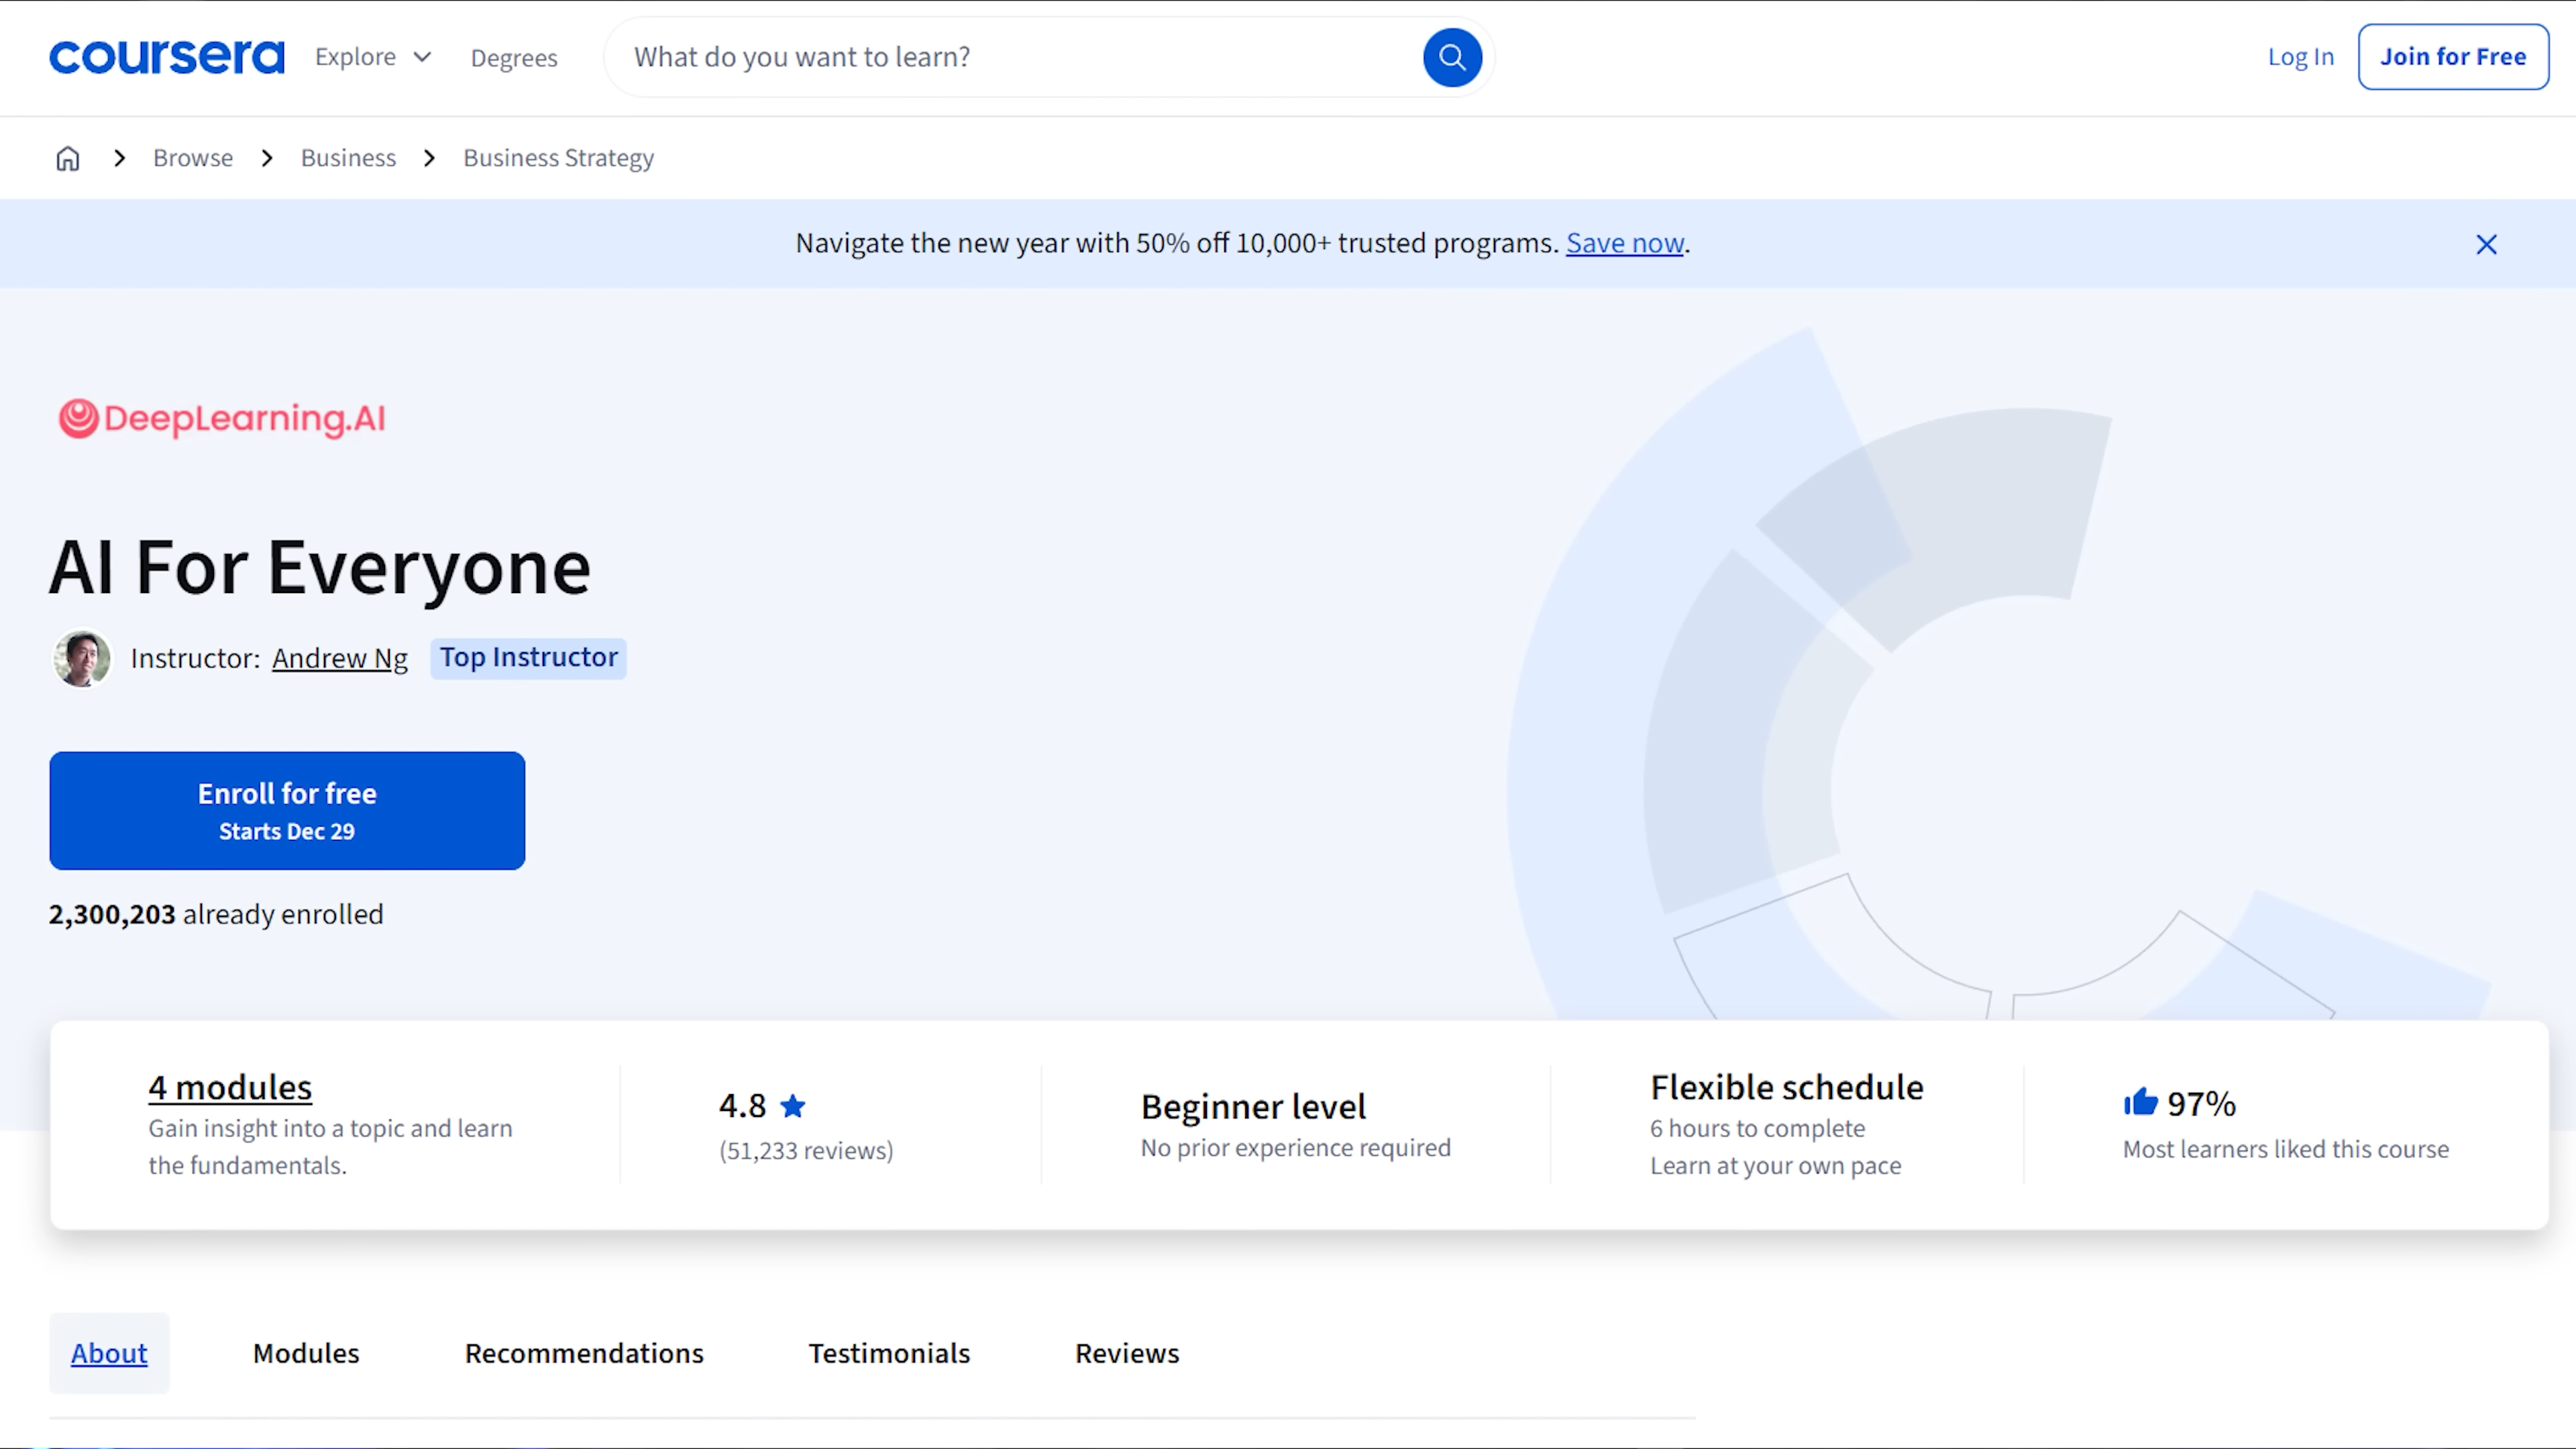 coursera Explore Degrees What do you want to learn? Log In Join for Free
Browse Business Business Strategy
Navigate the new year with 50% off 10,000+ trusted programs. Save now.
DeepLearning.AI
AI For Everyone
Instructor: Andrew Ng Top Instructor
Enroll for free
Starts Dec 29
2,300,203 already enrolled
4 modules
Gain insight into a topic and learn
the fundamentals.
4.8
(51,233 reviews)
Beginner level
No prior experience required
Flexible schedule
6 hours to complete
Learn at your own pace
97%
Most learners liked this course
About Modules Recommendations Testimonials Reviews